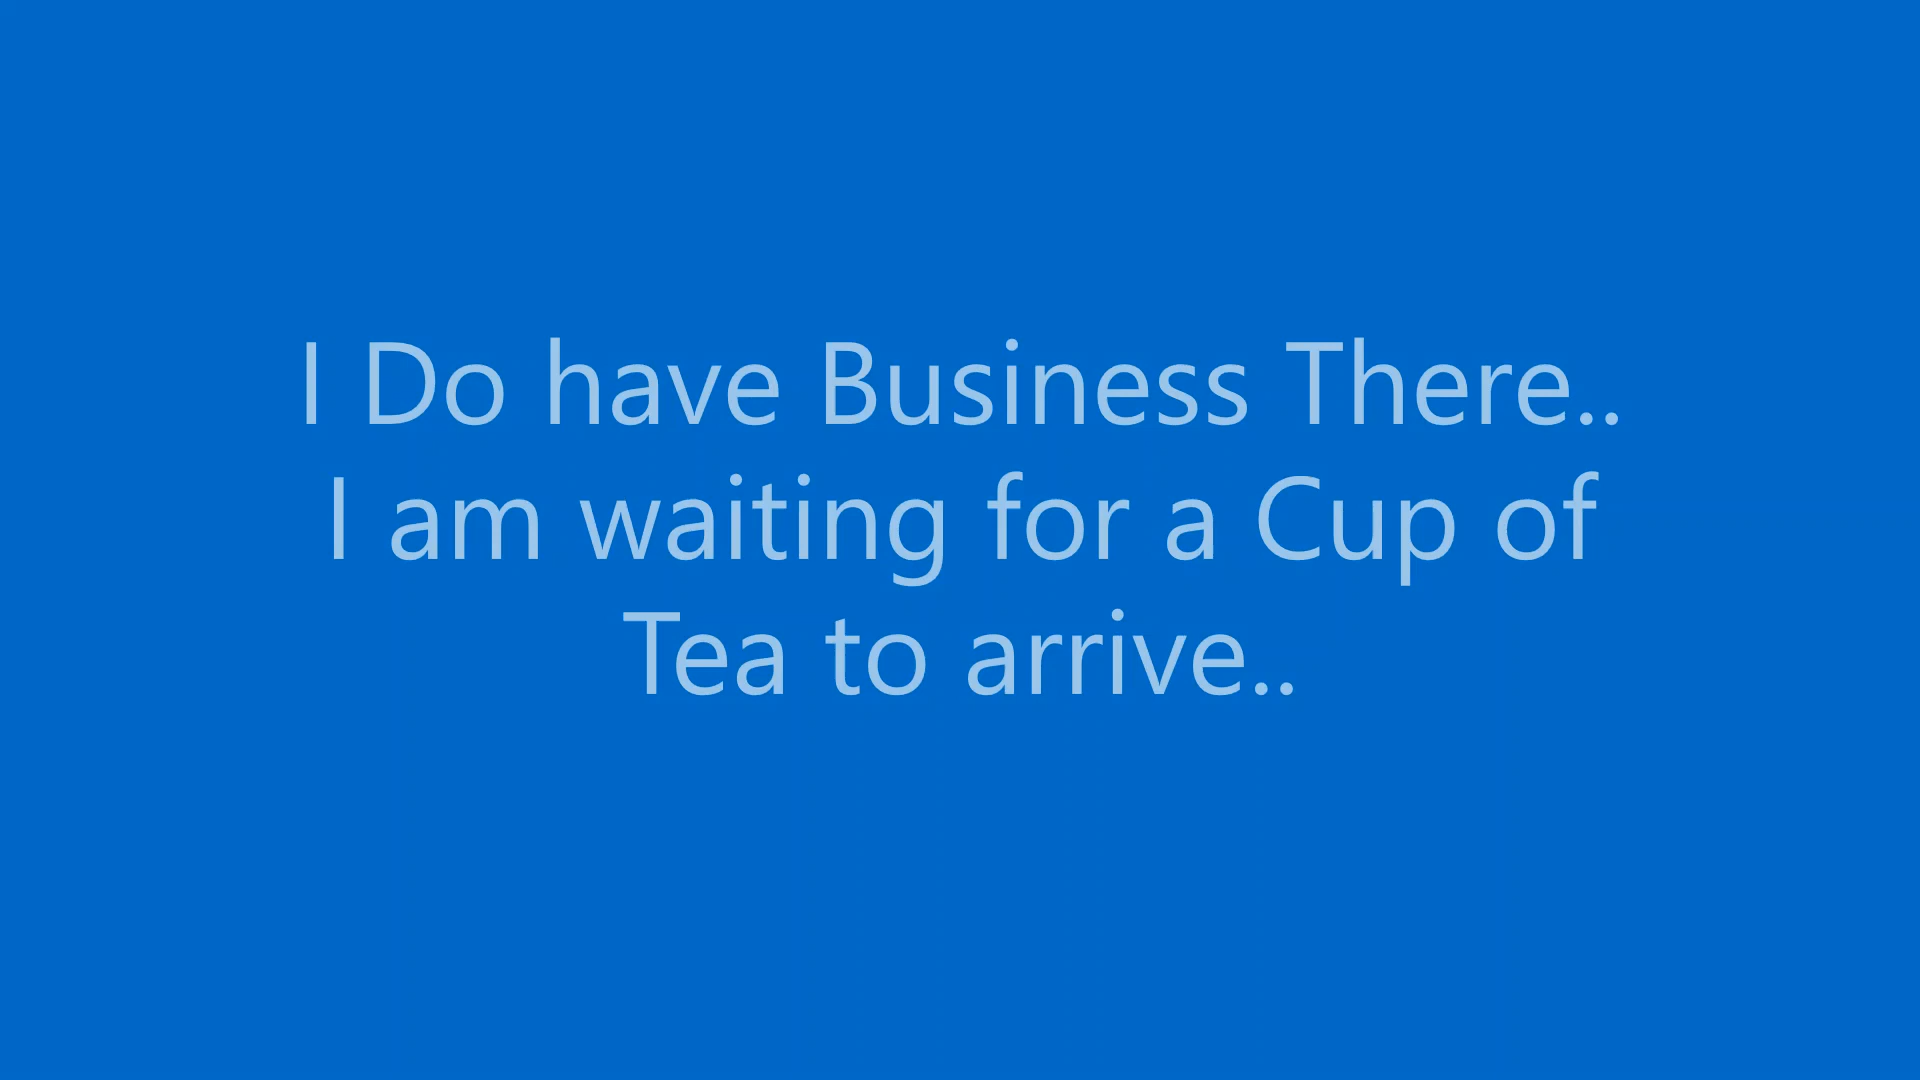 I Do have Business There..
I am waiting for a Cup of
Tea to arrive..